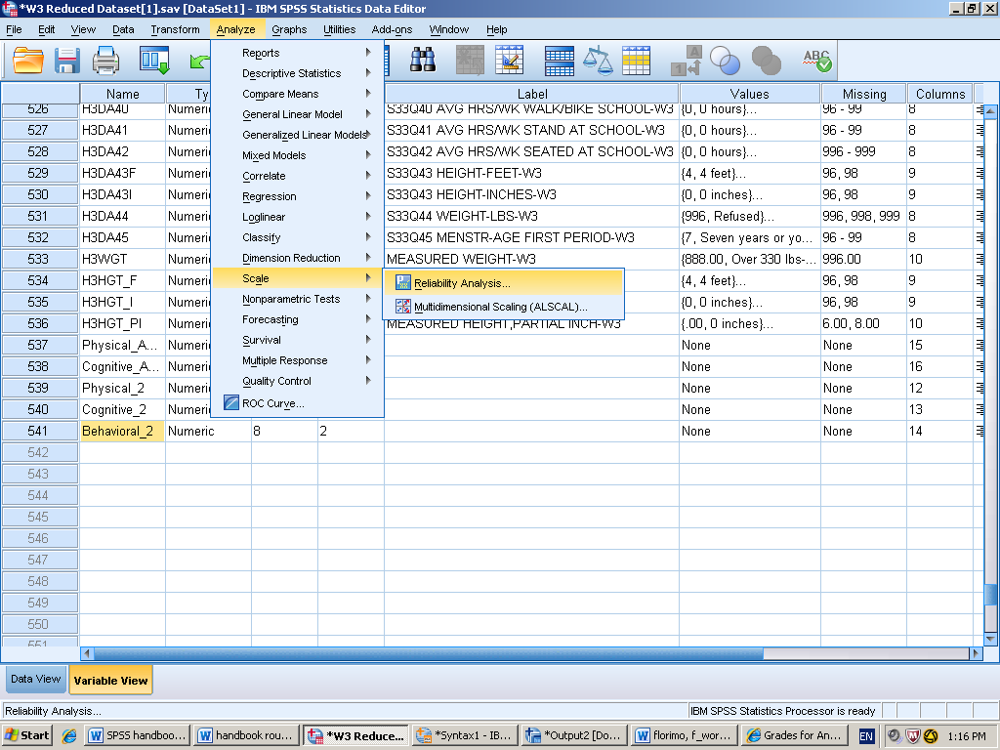 *W3 Reduced Dataset[1].sav [DataSet1] - IBM SPSS Statistics Data Editor
File Edit View Data Transform Analyze Graphs Utilities Add-ons Window Help
Reports
Descriptive Statistics
Compare Means
General Linear Model
Generalized Linear Models
Mixed Models
Correlate
Regression
Loglinear
Classify
Dimension Reduction
Scale
Nonparametric Tests
Forecasting
Survival
Multiple Response
Quality Control
ROC Curve...
Reliability Analysis...
Multidimensional Scaling (ALSCAL)...
A
1
ABC
Name Ty Label Values Missing Columns
526 H3DA40 Numeri S33Q40 AVG HRS/WK WALK/BIKE SCHOOL-W3 {0, 0 hours}... 96 - 99 8
527 H3DA41 Numeri S33Q41 AVG HRS/WK STAND AT SCHOOL-W3 {0, 0 hours}... 96 - 99 8
528 H3DA42 Numeri S33Q42 AVG HRS/WK SEATED AT SCHOOL-W3 {0, 0 hours}... 996 - 999 8
529 H3DA43F Numeri S33Q43 HEIGHT-FEET-W3 {4, 4 feet}... 96, 98 9
530 H3DA43I Numeri S33Q43 HEIGHT-INCHES-W3 {0, 0 inches}... 96, 98 9
531 H3DA44 Numeri S33Q44 WEIGHT-LBS-W3 {996, Refused}... 996, 998, 999 8
532 H3DA45 Numeri S33Q45 MENSTR-AGE FIRST PERIOD-W3 {7, Seven years or yo... 96 - 99 8
533 H3WGT Numeri MEASURED WEIGHT-W3 {888.00, Over 330 lbs-... 996.00 10
534 H3HGT_F Numeri {4, 4 feet}... 96, 98 9
535 H3HGT_I Numeri {0, 0 inches}... 96, 98 9
536 H3HGT_PI Numeri MEASURED HEIGHT,PARTIAL INCH-W3 {.00, 0 inches}... 6.00, 8.00 10
537 Physical_A... Numeri None None 15
538 Cognitive_A... Numeri None None 16
539 Physical_2 Numeri None None 12
540 Cognitive_2 Numeri None None 13
541 Behavioral_2 Numeric 8 2 None None 14
542
543
544
545
546
547
548
549
550
551
Data View Variable View
Reliability Analysis... IBM SPSS Statistics Processor is ready
Start SPSS handboo... handbook rou... *W3 Reduce... *Syntax1 - IB... *Output2 [Do... florimo, f_wor... Grades for An... EN 1:16 PM